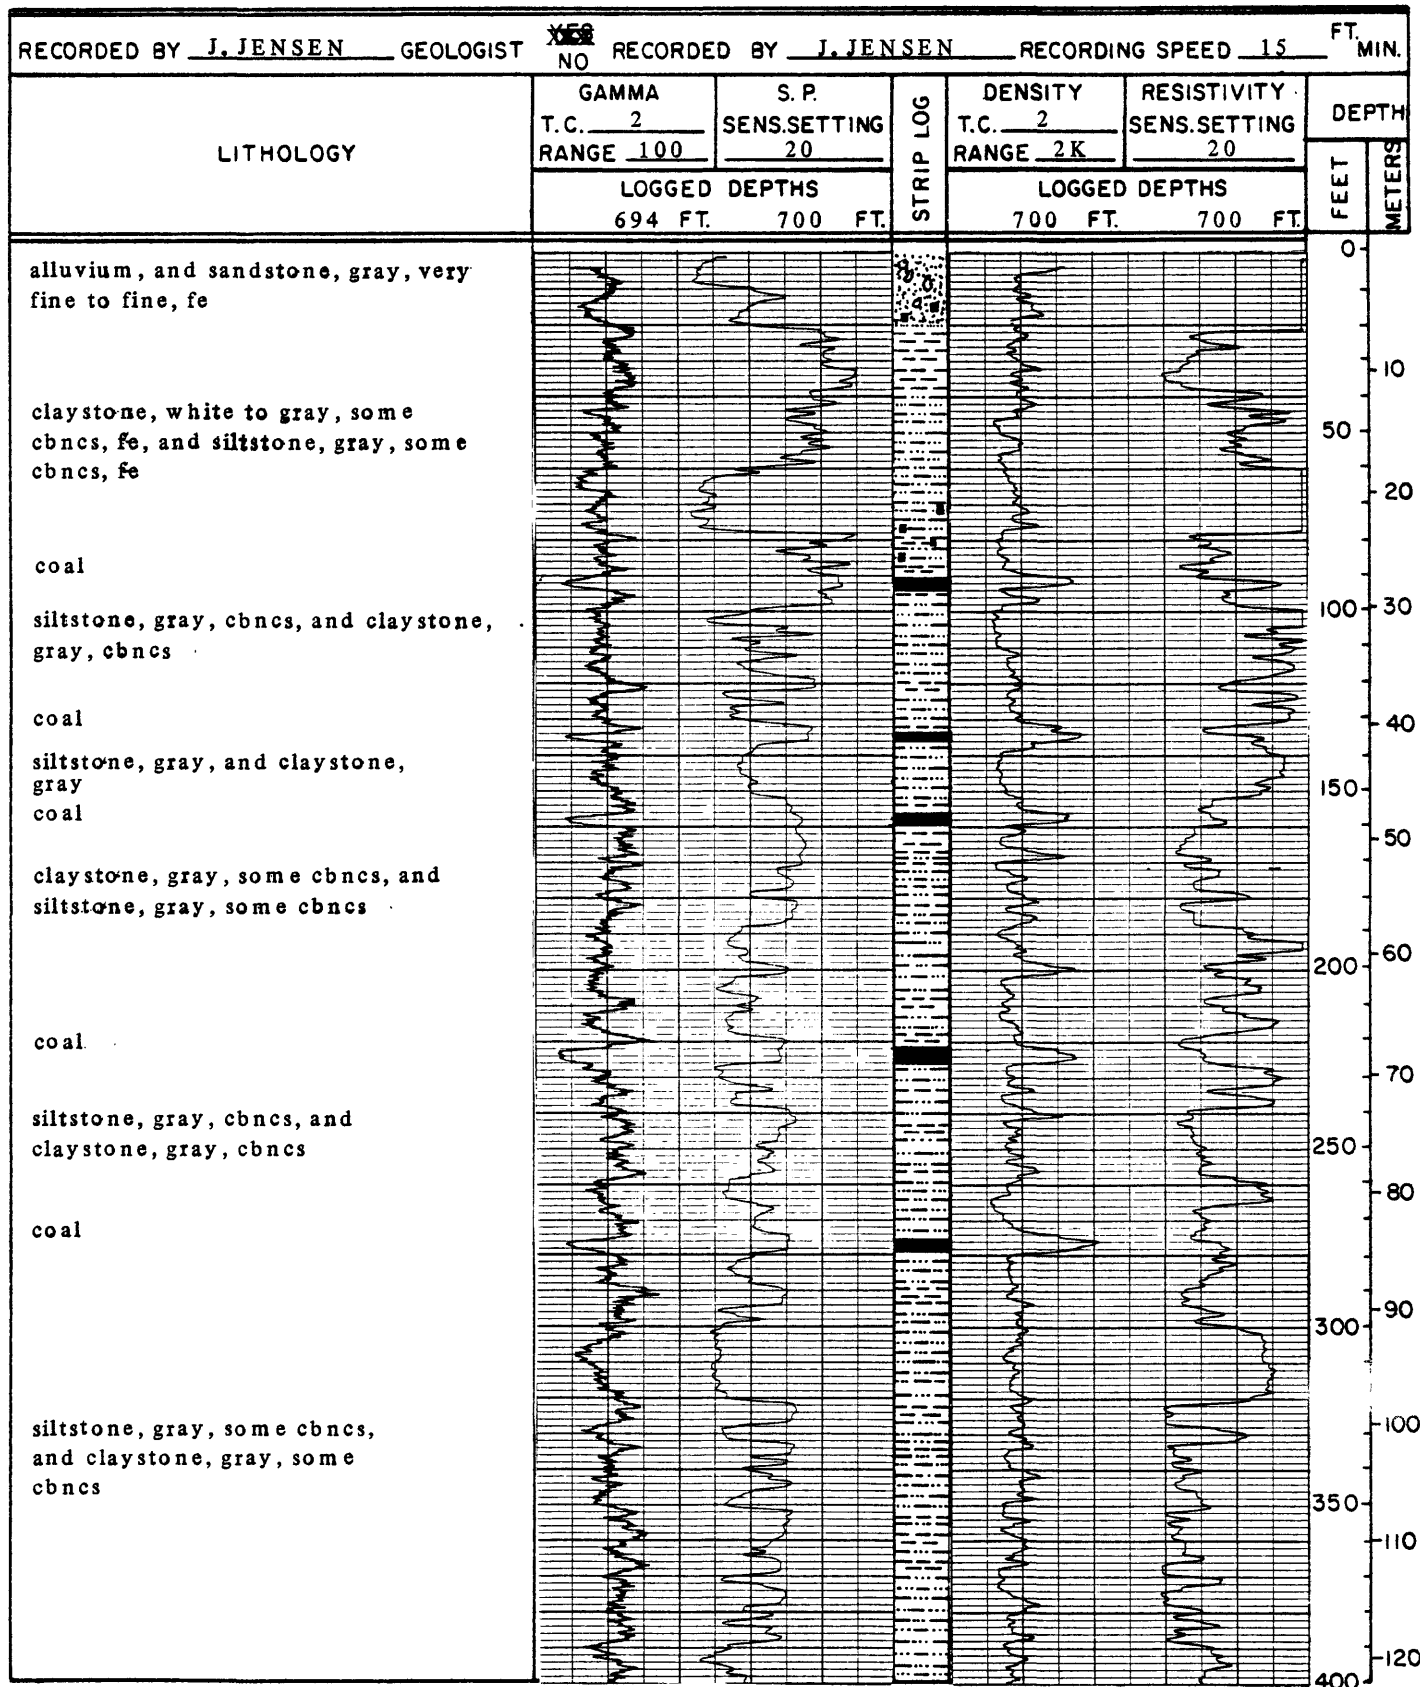 RECORDED BY J. JENSEN GEOLOGIST YES NO RECORDED BY J. JENSEN RECORDING SPEED 15 FT. MIN.
LITHOLOGY
GAMMA
T.C. 2
RANGE 100
S. P.
SENS. SETTING
20
LOGGED DEPTHS
694 FT. 700 FT.
STRIP LOG
DENSITY
T.C. 2
RANGE 2K
RESISTIVITY
SENS. SETTING
20
LOGGED DEPTHS
700 FT. 700 FT.
DEPTH
FEET
METERS
alluvium, and sandstone, gray, very
fine to fine, fe
claystone, white to gray, some
cbncs, fe, and siltstone, gray, some
cbncs, fe
coal
siltstone, gray, cbncs, and claystone,
gray, cbncs
coal
siltstone, gray, and claystone,
gray
coal
claystone, gray, some cbncs, and
siltstone, gray, some cbncs
coal
siltstone, gray, cbncs, and
claystone, gray, cbncs
coal
siltstone, gray, some cbncs,
and claystone, gray, some
cbncs
0
10
50
20
100 30
40
150
50
60
200
70
250
80
90
300
100
350
110
120
400